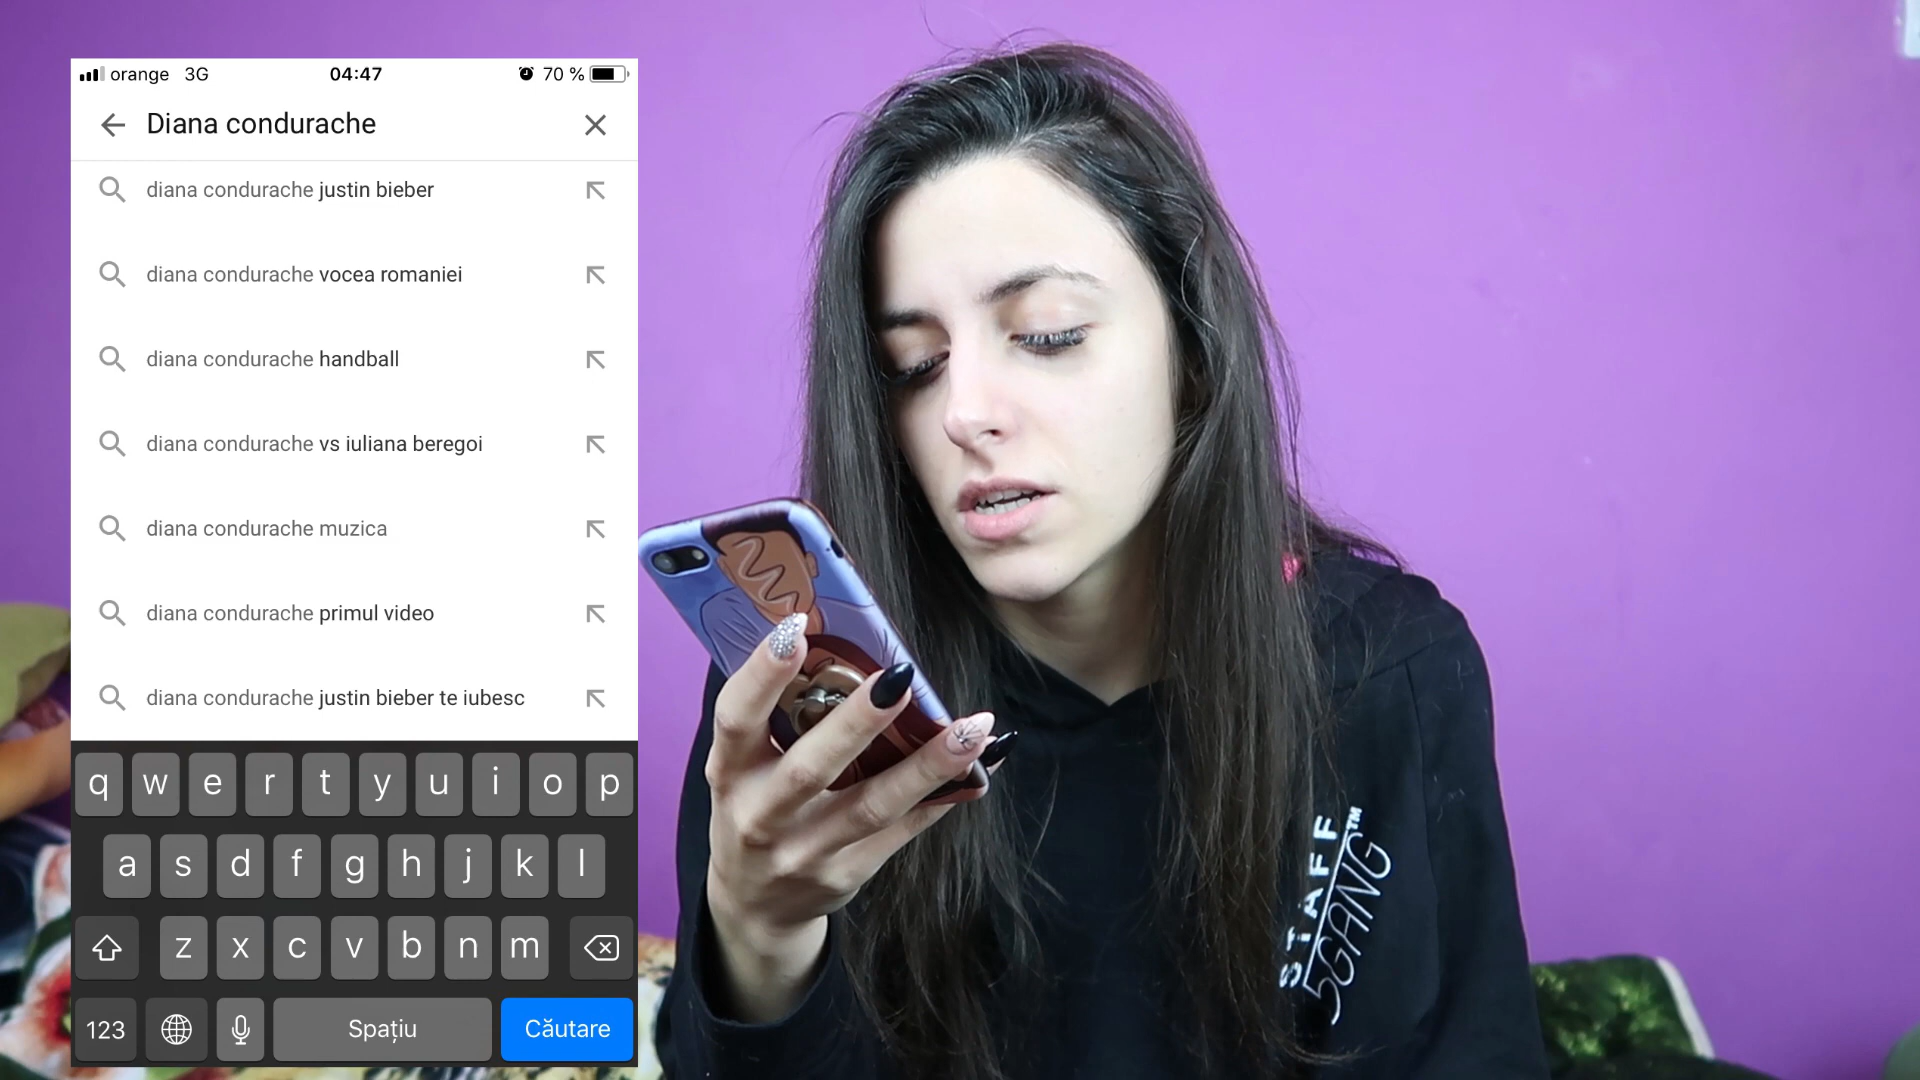 orange 3G 04:47 70 %
Diana condurache
diana condurache justin bieber
diana condurache vocea romaniei
diana condurache handball
diana condurache vs iuliana beregoi
diana condurache muzica
diana condurache primul video
diana condurache justin bieber te iubesc
q w e r t y u i o p
a s d f g h j k l
z x c v b n m
123 Spațiu Căutare
STAFF
5GANG™